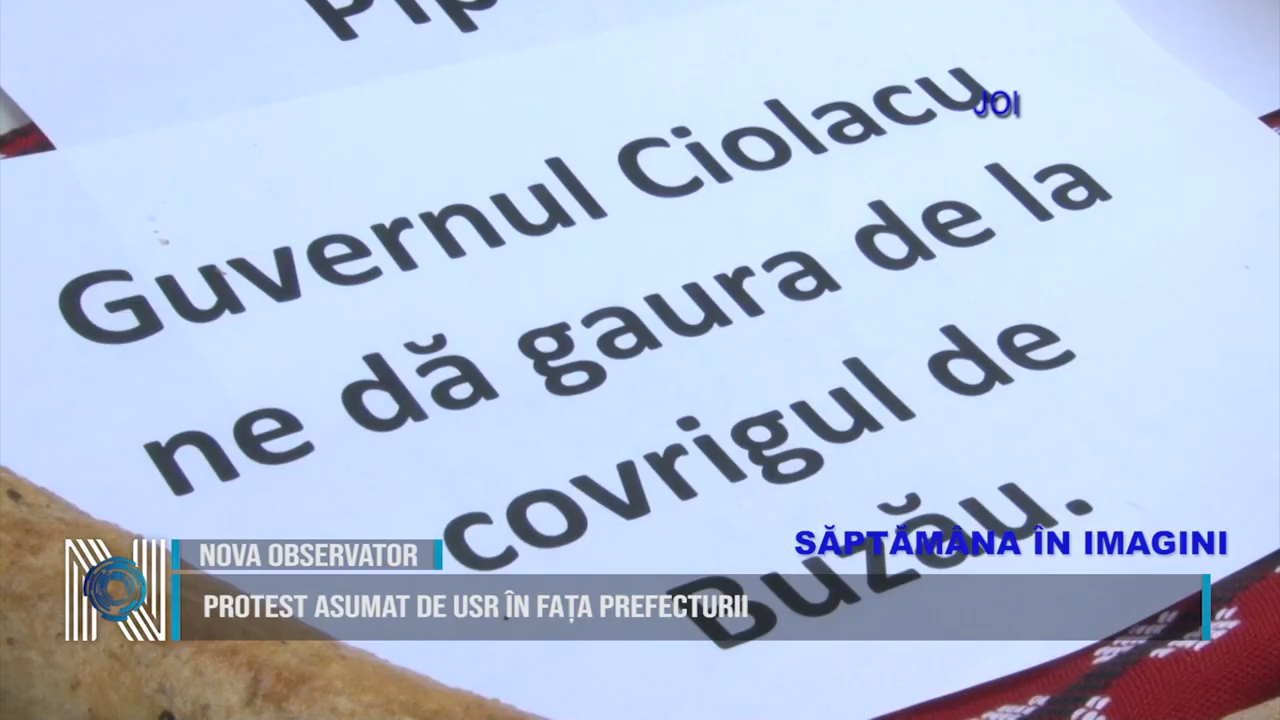 Guvernul Ciolacu
JOI
ne dă gaura de la
covrigul de
Buzău.
SĂPTĂMÂNA ÎN IMAGINI
NOVA OBSERVATOR
PROTEST ASUMAT DE USR ÎN FAȚA PREFECTURII